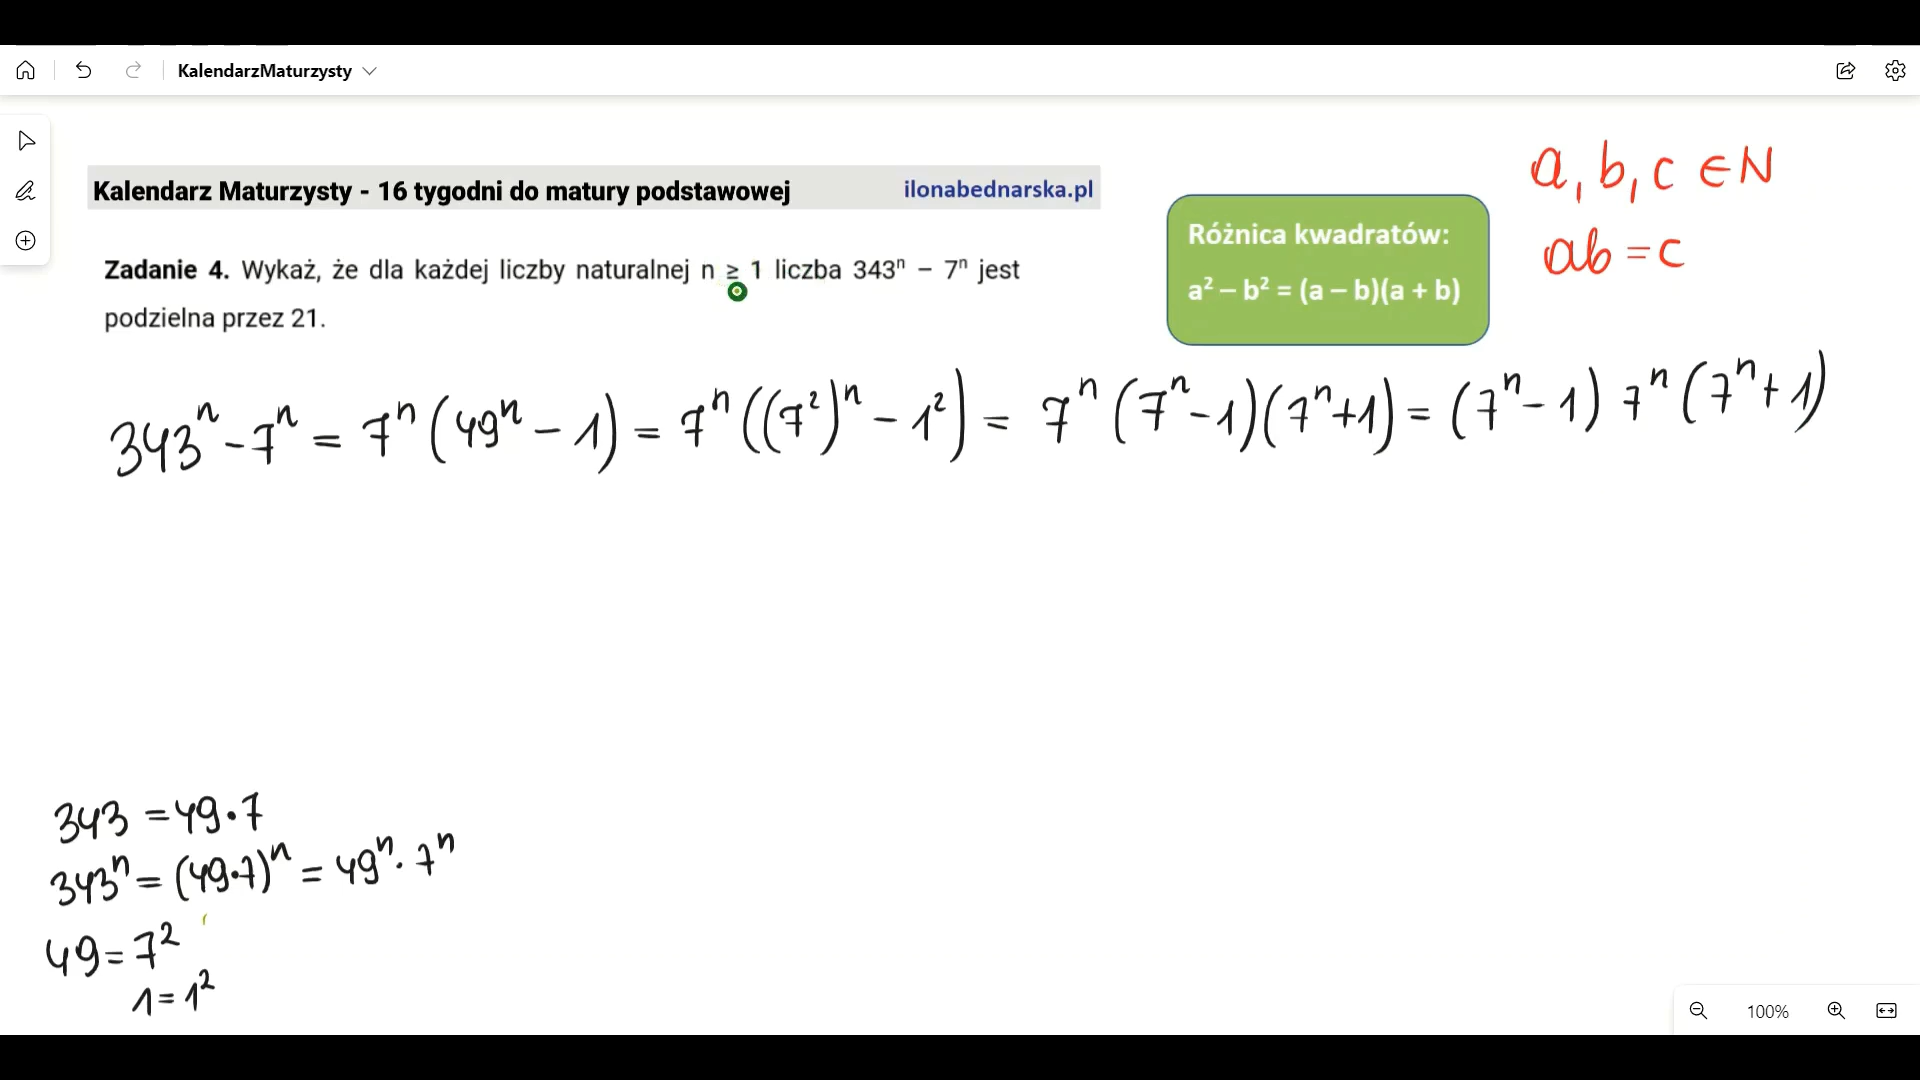 KalendarzMaturzysty
Kalendarz Maturzysty - 16 tygodni do matury podstawowej ilonabednarska.pl
Zadanie 4. Wykaż, że dla każdej liczby naturalnej n ≥ 1 liczba 343ⁿ – 7ⁿ jest
podzielna przez 21.
Różnica kwadratów:
a² – b² = (a – b)(a + b)
a, b, c ∈ N
ab = c
343ⁿ - 7ⁿ = 7ⁿ (49ⁿ - 1) = 7ⁿ ((7²)ⁿ - 1²) = 7ⁿ (7ⁿ - 1)(7ⁿ + 1) = (7ⁿ - 1) 7ⁿ (7ⁿ + 1)
343 = 49 · 7
343ⁿ = (49·7)ⁿ = 49ⁿ · 7ⁿ
49 = 7²
1 = 1²
100%